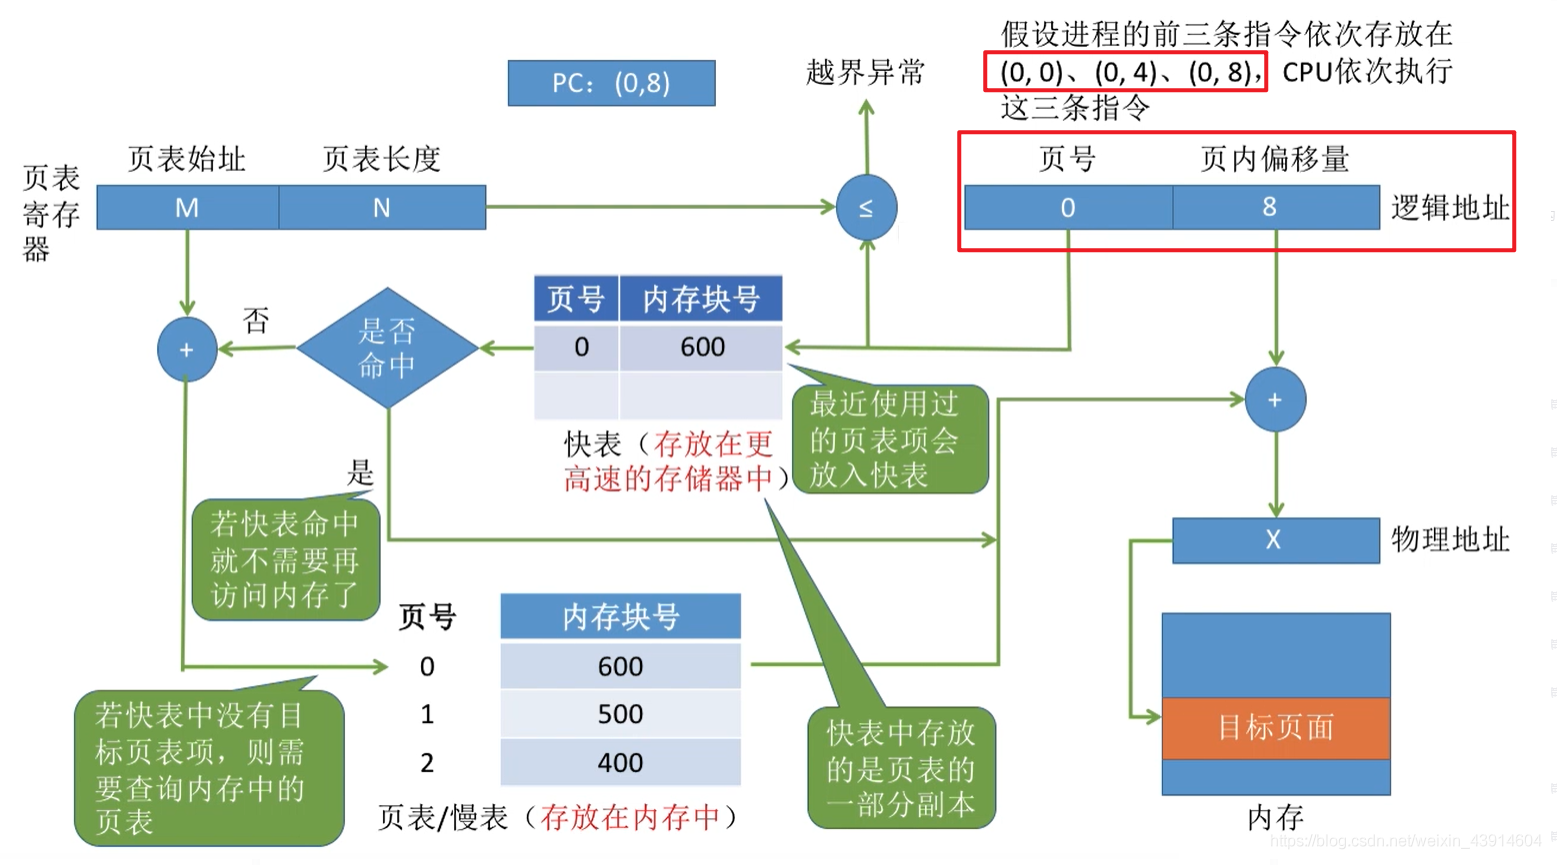 假设进程的前三条指令依次存放在
(0, 0)、(0, 4)、(0, 8)，CPU依次执行
这三条指令
PC：(0,8)
越界异常
页表始址
页表长度
页表
寄存
器
M
N
≤
页号
页内偏移量
0
8
逻辑地址
页号
内存块号
0
600
快表（存放在更
高速的存储器中）
最近使用过
的页表项会
放入快表
是否
命中
否
是
+
+
若快表命中
就不需要再
访问内存了
X
物理地址
页号
内存块号
0
600
1
500
2
400
页表/慢表（存放在内存中）
若快表中没有目
标页表项，则需
要查询内存中的
页表
快表中存放
的是页表的
一部分副本
目标页面
内存
https://blog.csdn.net/weixin_43914604